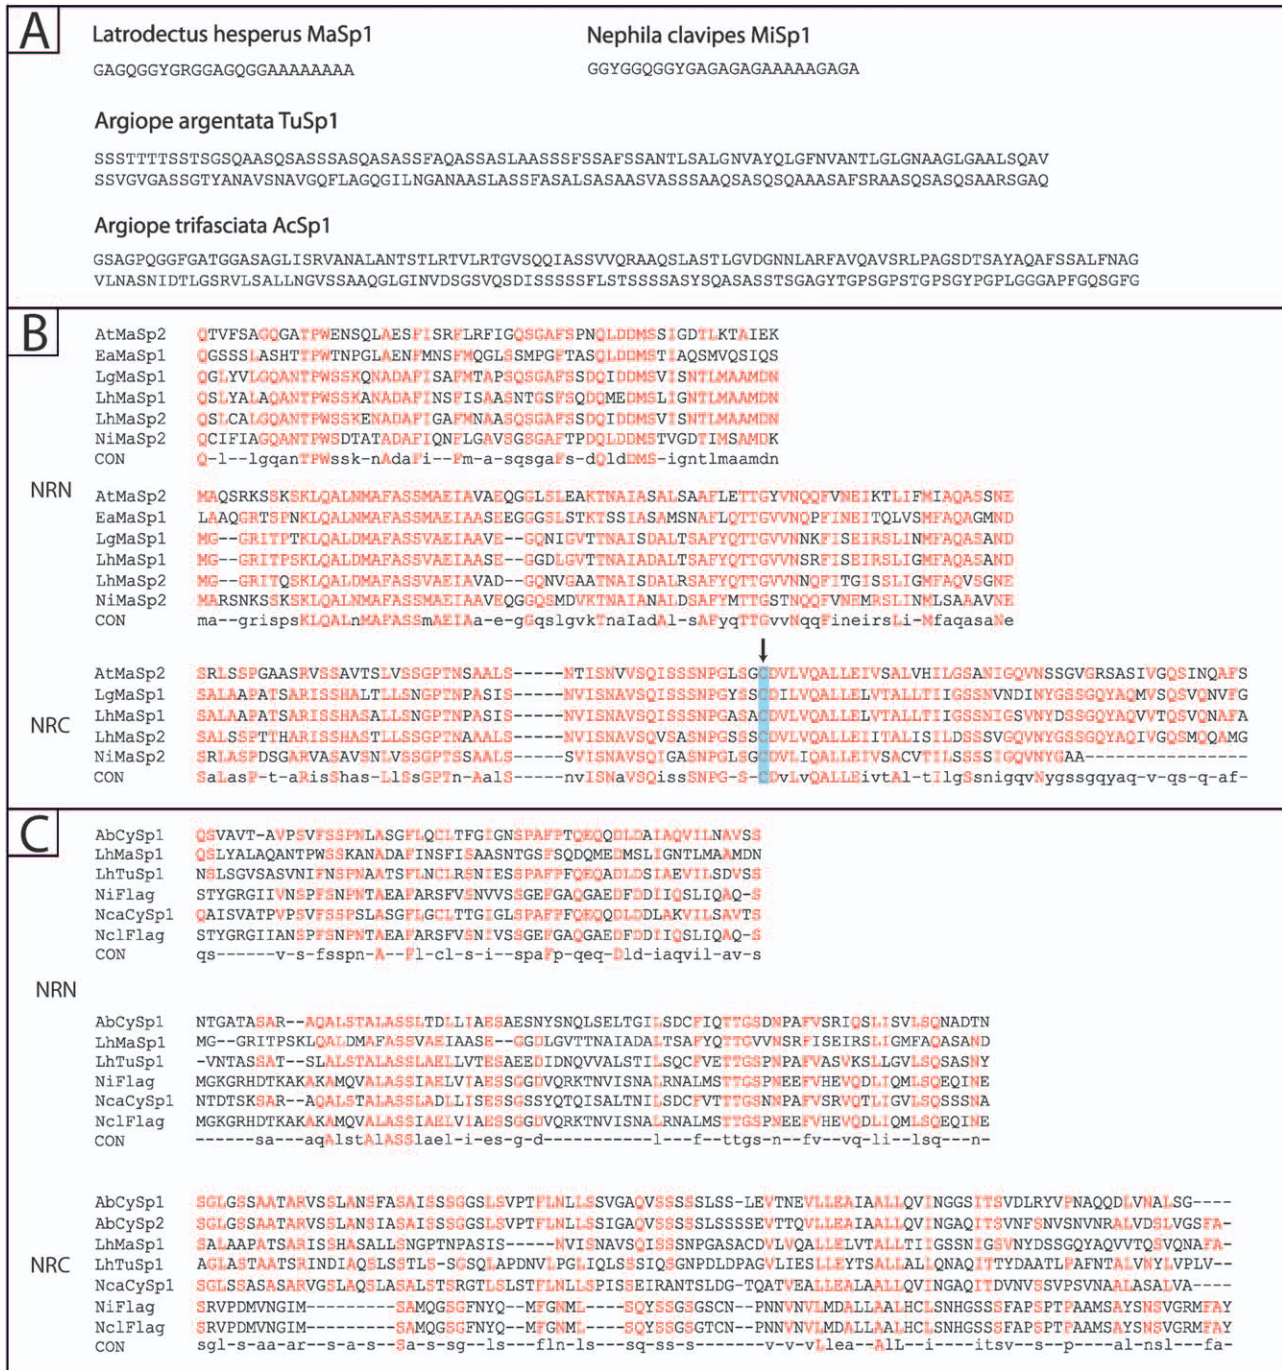 A
Latrodectus hesperus MaSp1
GAGQGGYGRGGAGQGGAAAAAAAA
Nephila clavipes MiSp1
GGYGGQGGYGAGAGAGAAAAAGAGA
Argiope argentata TuSp1
SSSTTTTSSTSGSQAASQSASSSASQASASSFAQASSASLAASSSFSSAFSSANTLSALGNVAYQLGFNVANTLGLGNAAGLGAALSQAV
SSVGVGASSGTYANAVSNAVGQFLAGQGILNGANAASLASSFASALSASAASVASSSAAQSASQSQAAASAFSRAASQSASQSAARSGAQ
Argiope trifasciata AcSp1
GSAGPQGGFGATGGASAGLISRVANALANTSTLRTVLRTGVSQQIASSVVQRAAQSLASTLGVDGNNLARFAVQAVSRLPAGSDTSAYAQAFSSALFNAG
VLNASNIDTLGSRVLSALLNGVSSAAQGLGINVDSGSVQSDISSSSSFLSTSSSSASYSQASASSTSGAGYTGPSGPSTGPSGYPGPLGGGAPFGQSGFG
B
AtMaSp2 QTVFSAGQGATPWENSQLAESFISRFLRFIGQSGAFSPNQLDDMSSIGDTLKTAIEK
EaMaSp1 QGSSSLASHTTPWTNPGLAENFMNSFMQGLSSMPGFTASQLDDMSTIAQSMVQSIQS
LgMaSp1 QGLYVLGQANTPWSSKQNADAFISAFMTAPSQSGAFSSDQIDDMSVISNTLMAAMDN
LhMaSp1 QSLYALAQANTPWSSKANADAFINSFISAASNTGSFSQDQMEDMSLIGNTLMAAMDN
LhMaSp2 QSLCALGQANTPWSSKENADAFIGAFMNAASQSGAFSSDQIDDMSVISNTLMAAMDN
NiMaSp2 QCIFIAGQANTPWSDTATADAFIQNFLGAVSGSGAFTPDQLDDMSTVGDTIMSAMDK
CON Q-l--lgqanTPWssk-nAdaFi--Fm-a-sqsgaFs-dQldDMS-igntlmaamdn
NRN
AtMaSp2 MAQSRKSSKSKLQALNMAFASSMAEIAVAEQGGLSLEAKTNAIASALSAAFLETTGYVNQQFVNEIKTLIFMIAQASSNE
EaMaSp1 LAAQGRTSPNKLQALNMAFASSMAEIAASEEGGGSLSTKTSSIASAMSNAFLQTTGVVNQPFINEITQLVSMFAQAGMND
LgMaSp1 MG--GRITPTKLQALDMAFASSVAEIAAVE--GQNIGVTTNAISDALTSAFYQTTGVVNNKFISEIRSLINMFAQASAND
LhMaSp1 MG--GRITPSKLQALDMAFASSVAEIAASE--GGDLGVTTNAIADALTSAFYQTTGVVNSRFISEIRSLIGMFAQASAND
LhMaSp2 MG--GRITQSKLQALDMAFASSVAEIAVAD--GQNVGAATNAISDALRSAFYQTTGVVNNQFITGISSLIGMFAQVSGNE
NiMaSp2 MARSNKSSKSKLQALNMAFASSMAEIAAVEQGGQSMDVKTNAIANALDSAFYMTTGSTNQQFVNEMRSLINMLSAAAVNE
CON ma--grispsKLQALnMAFASSmAEIAa-e-gGqslgvkTnaIadAl-sAFyqTTGvvNqqFineirsLi-MfaqasaNe
↓
AtMaSp2 SRLSSPGAASRVSSAVTSLVSSGPTNSAALS-----NTISNVVSQISSSNPGLSGCDVLVQALLEIVSALVHILGSANIGQVNSSGVGRSASIVGQSINQAFS
LgMaSp1 SALAAPATSARISSHALTLLSNGPTNPASIS-----NVISNAVSQISSSNPGYSSCDILVQALLELVTALLTIIGSSNVNDINYGSSGQYAQMVSQSVQNVFG
LhMaSp1 SALAAPATSARISSHASALLSNGPTNPASIS-----NVISNAVSQISSSNPGASACDVLVQALLELVTALLTIIGSSNIGSVNYDSSGQYAQVVTQSVQNAFA
NRC
LhMaSp2 SALSSPTTHARISSHASTLLSSGPTNAAALS-----NVISNAVSQVSASNPGSSSCDVLVQALLEIITALISILDSSSVGQVNYGSSGQYAQIVGQSMQQAMG
NiMaSp2 SRLASPDSGARVASAVSNLVSSGPTSSAALS-----SVISNAVSQIGASNPGLSGCDVLIQALLEIVSACVTILSSSSIGQVNYGAA----------------
CON SaLasP-t-aRisShas-LlSsGPTn-AalS-----nvISNaVSQissSNPG-S-CDvLvQALLEivtAl-tIlgSsnigqvNygssgqyaq-vqs-q-af-
C
AbCySp1 QSVAVT-AVPSVFSSPNLASGFLQCLTFGIGNSPAFPTQEQQDLDAIAQVILNAVSS
LhMaSp1 QSLYALAQANTPWSSKANADAFINSFISAASNTGSFSQDQMEDMSLIGNTLMAAMDN
LhTuSp1 NSLSGVSASVNIFNSPNAATSFLNCLRSNIESSPAFPFQEQADLDSIAEVILSDVSS
NiFlag STYGRGIIVNSPFSNPNTAEAFARSFVSNVVSSGEFGAQGAEDFDDIIQSLIQAQ-S
NcaCySp1 QAISVATPVPSVFSSPSLASGFLGCLTTGIGLSPAFPFQEQQDLDDLAKVILSAVTS
NclFlag STYGRGIIANSPFSNPNTAEAFARSFVSNIVSSGEFGAQGAEDFDDIIQSLIQAQ-S
CON qs------v-s-fsspn-A--Fl-cl-s-i--spaFp-qeq-Dld-iaqvil-av-s
NRN
AbCySp1 NTGATASAR--AQALSTALASSLTDLLIAESAESNYSNQLSELTGILSDCFIQTTGSDNPAFVSRIQSLISVLSQNADTN
LhMaSp1 MG--GRITPSKLQALDMAFASSVAEIAASE--GGDLGVTTNAIADALTSAFYQTTGVVNSRFISEIRSLIGMFAQASAND
LhTuSp1 -VNTASSAT--SLALSTALASSLAELLVTESAEEDIDNQVVALSTILSQCFVETTGSPNPAFVASVKSLLGVLSQSASNY
NiFlag MGKGRHDTKAKAKAMQVALASSIAELVIAESSGGDVQRKTNVISNALRNALMSTTGSPNEEFVHEVQDLIQMLSQEQINE
NcaCySp1 NTDTSKSAR--AQALSTALASSLADLLISESSGSSYQTQISALTNILSDCFVTTTGSNNPAFVSRVQTLIGVLSQSSSNA
NclFlag MGKGRHDTKAKAKAMQVALASSIAELVIAESSGGDVQRKTNVISNALRNALMSTTGSPNEEFVHEVQDLIQMLSQEQINE
CON ------sa---aqAlstAlASSlael-i-es-g-d-----------l---f--ttgs-n--fv--vq-li--lsq---n-
AbCySp1 SGLGSSAATARVSSLANSFASAISSSGGSLSVPTFLNLLSSVGAQVSSSSSLSS-LEVTNEVLLEAIAALLQVINGGSITSVDLRYVPNAQQDLVNALSG----
AbCySp2 SGLGSSAATARVSSLANSIASAISSSGGSLSVPTFLNLLSSIGAQVSSSSSLSSSSEVTTQVLLEAIAALLQVINGAQITSVNFSNVSNVNRALVDSLVGSFA-
LhMaSp1 SALAAPATSARISSHASALLSNGPTNPASIS-----NVISNAVSQISSSNPGASACDVLVQALLELVTALLTIIGSSNIGSVNYDSSGQYAQVVTQSVQNAFA-
NRC
LhTuSp1 AGLASTAATSRINDIAQSLSSTLS-SGSQLAPDNVLPGLIQLSSSIQSGNPDLDPAGVLIESLLEYTSALLALLQNAQITTYDAATLPAFNTALVNYLVPLV--
NcaCySp1 SGLSSASASARVGSLAQSLASALSTSRGTLSLSTFLNLLSPISSEIRANTSLDG-TQATVEALLEALAALLQVINGAQITDVNVSSVPSVNAALASALVA----
NiFlag SRVPDMVNGIM---------SAMQGSGFNYQ--MFGNML----SQYSSGSGSCN--PNNVNVLMDALLAALHCLSNHGSSSFAPSPTPAAMSAYSNSVGRMFAY
NclFlag SRVPDMVNGIM---------SAMQGSGFNYQ--MFGNML----SQYSSGSGTCN--PNNVNVLMDALLAALHCLSNHGSSSFAPSPTPAAMSAYSNSVGRMFAY
CON sgl-s-aar-as-s--Sa-s-sg--ls---fln-ls---sq-ss-s------v-v-vLlea-aLl-i----itsv--s-p----al-nsl---fa-